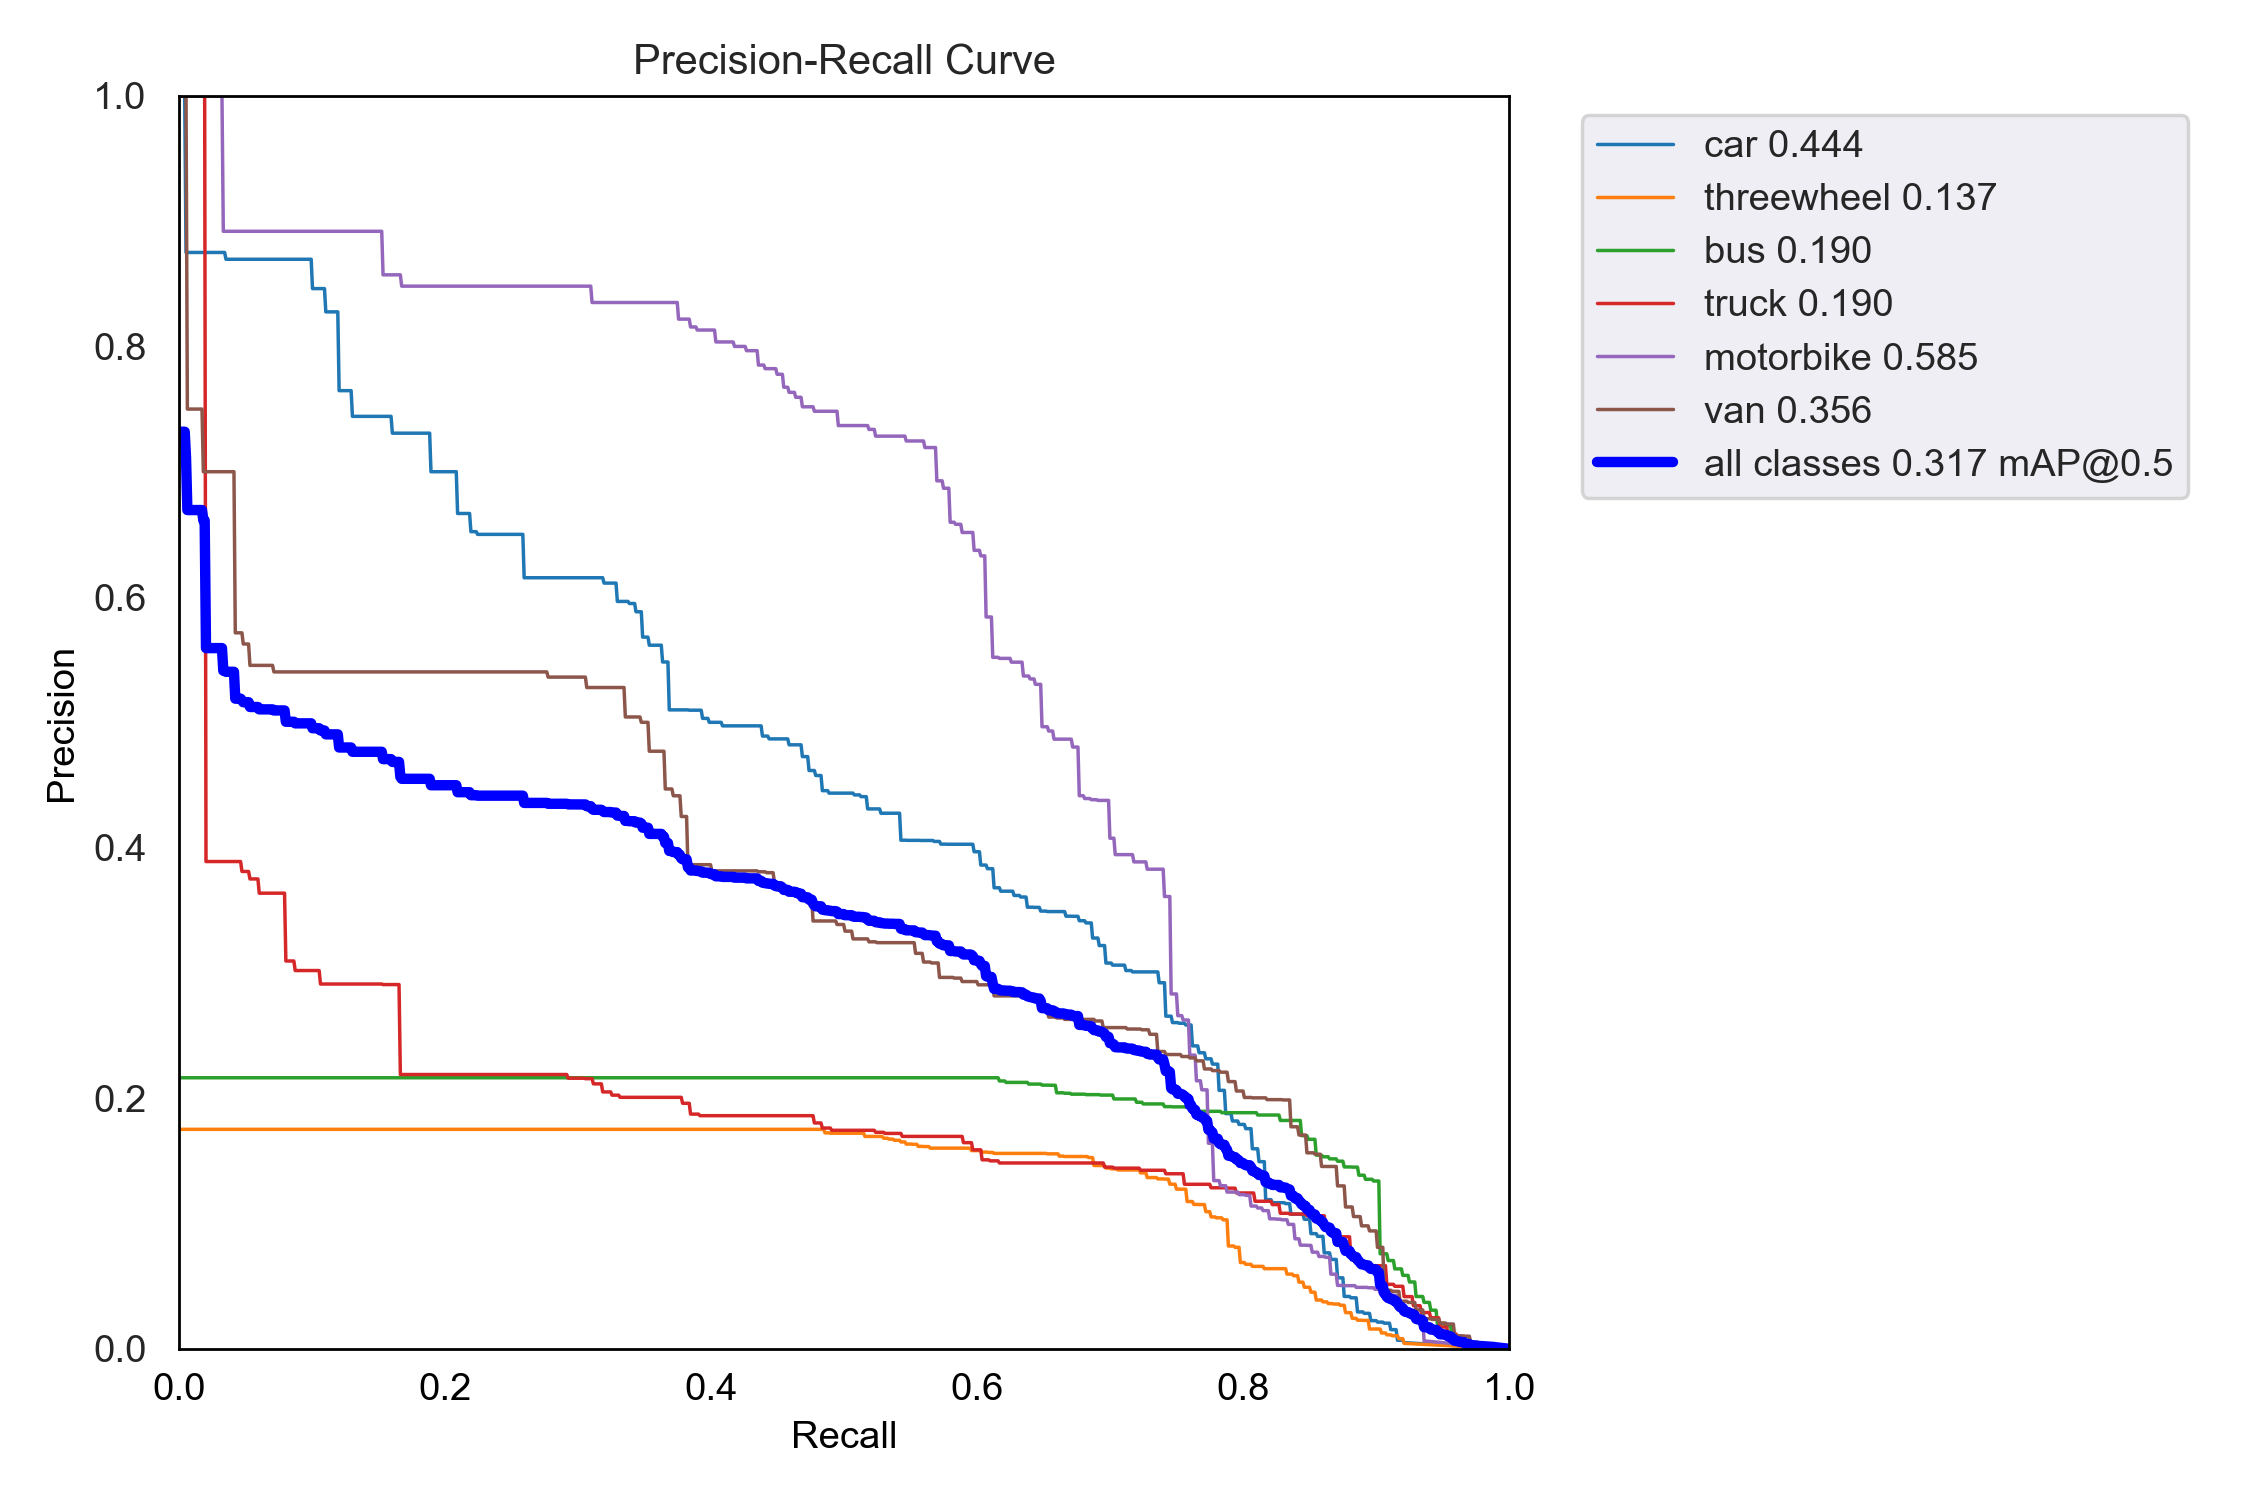 Precision-Recall Curve
1.0
0.8
0.6
0.4
0.2
0.0
Precision
0.0 0.2 0.4 0.6 0.8 1.0
Recall
car 0.444
threewheel 0.137
bus 0.190
truck 0.190
motorbike 0.585
van 0.356
all classes 0.317 mAP@0.5